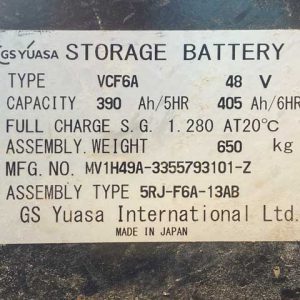 GS YUASA STORAGE BATTERY
TYPE VCF6A 48 V
CAPACITY 390 Ah/5HR 405 Ah/6HR
FULL CHARGE S.G. 1.280 AT20°C
ASSEMBLY.WEIGHT 650 kg
MFG. NO. MV1H49A-3355793101-Z
ASSEMBLY TYPE 5RJ-F6A-13AB
GS Yuasa International Ltd.
MADE IN JAPAN